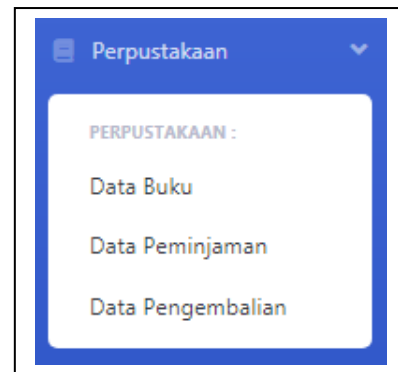 Perpustakaan
PERPUSTAKAAN :
Data Buku
Data Peminjaman
Data Pengembalian